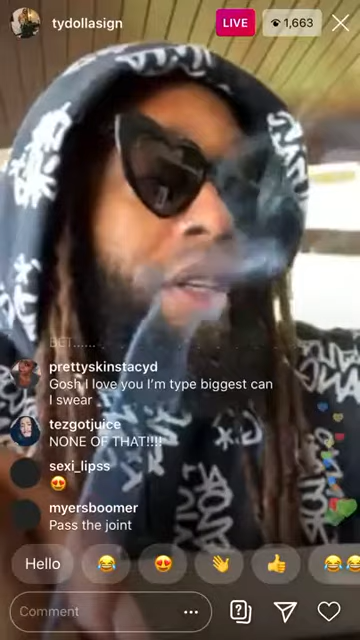 tydollasign
LIVE
1,663
BET......
prettyskinstacyd
Gosh I love you I’m type biggest can
I swear
tezgotjuice
NONE OF THAT!!!!
sexi_lipss
😍
myersboomer
Pass the joint
Hello 😂 😍 👋 👍 😂😂
Comment